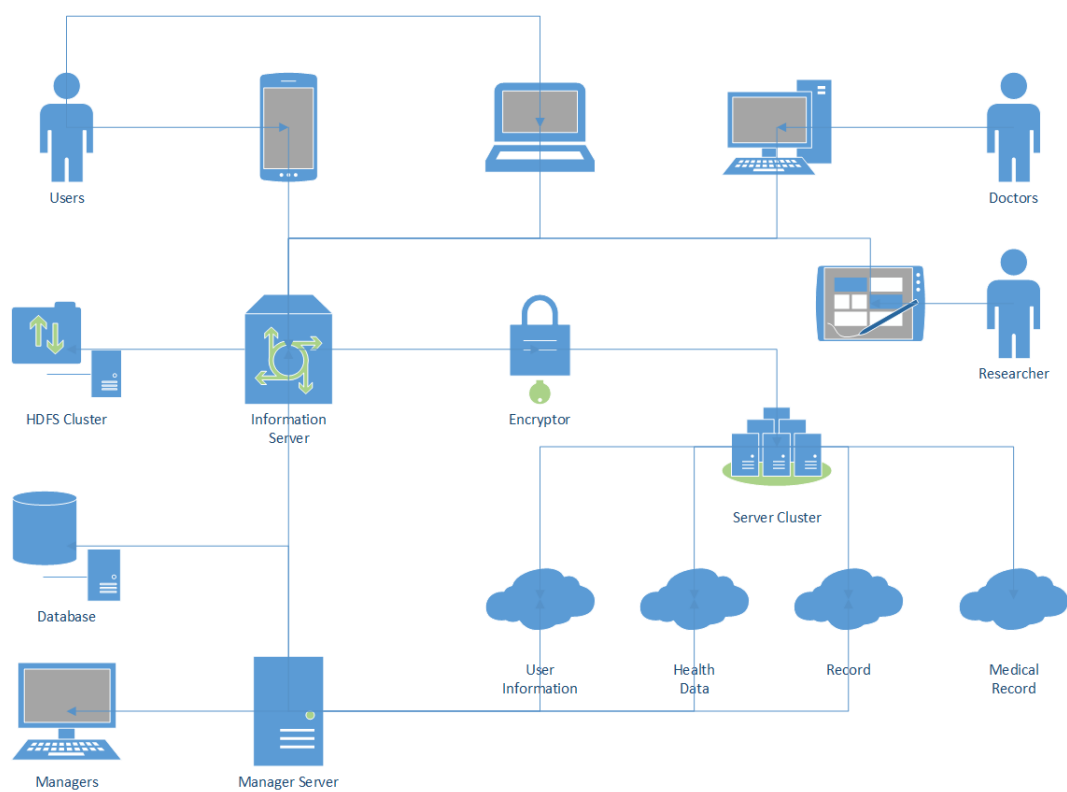 Users
Doctors
Researcher
HDFS Cluster
Information
Server
Encryptor
Server Cluster
Database
User
Information
Health
Data
Record
Medical
Record
Managers
Manager Server